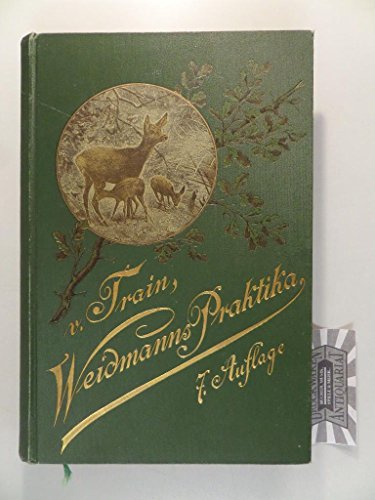 v. Train,
Weidmanns Praktika,
7. Auflage